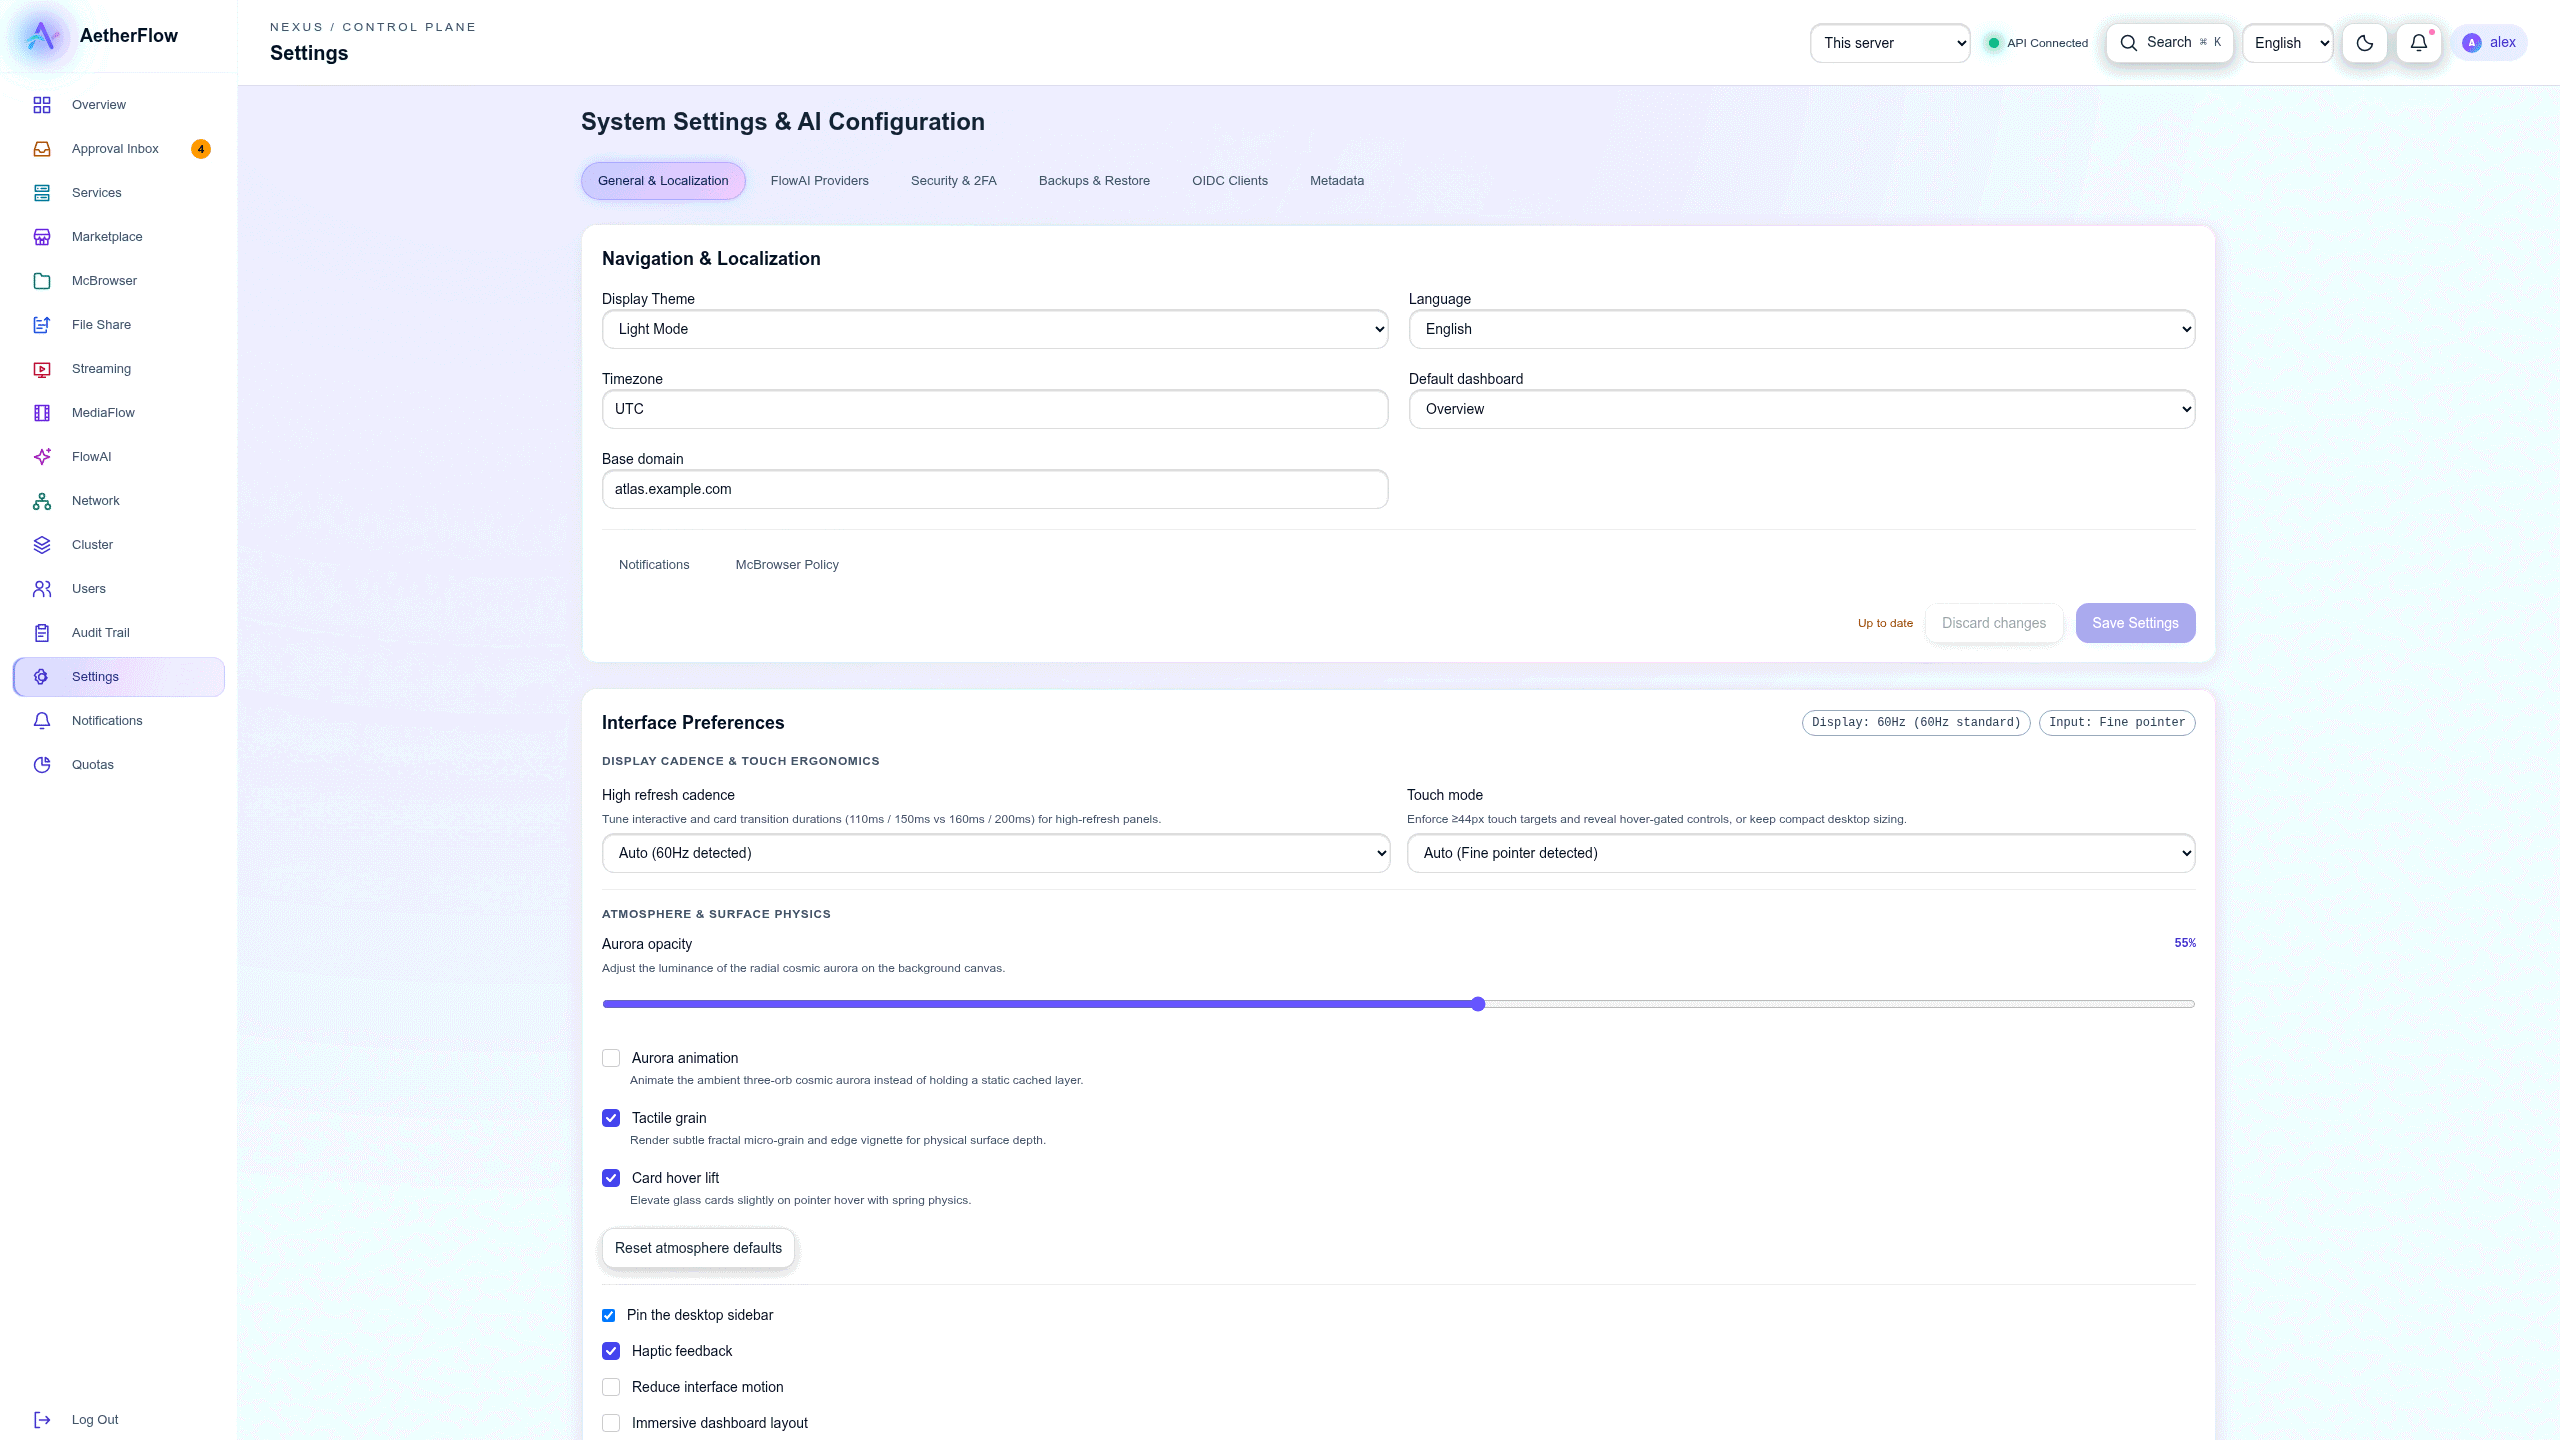 AetherFlow
NEXUS / CONTROL PLANE
Settings
This server
API Connected
Search ⌘ K
English
A
alex
Overview
Approval Inbox 4
Services
Marketplace
McBrowser
File Share
Streaming
MediaFlow
FlowAI
Network
Cluster
Users
Audit Trail
Settings
Notifications
Quotas
Log Out
System Settings & AI Configuration
General & Localization
FlowAI Providers
Security & 2FA
Backups & Restore
OIDC Clients
Metadata
Navigation & Localization
Display Theme
Light Mode
Language
English
Timezone
UTC
Default dashboard
Overview
Base domain
atlas.example.com
Notifications
McBrowser Policy
Up to date
Discard changes
Save Settings
Interface Preferences
Display: 60Hz (60Hz standard)
Input: Fine pointer
DISPLAY CADENCE & TOUCH ERGONOMICS
High refresh cadence
Tune interactive and card transition durations (110ms / 150ms vs 160ms / 200ms) for high-refresh panels.
Auto (60Hz detected)
Touch mode
Enforce ≥44px touch targets and reveal hover-gated controls, or keep compact desktop sizing.
Auto (Fine pointer detected)
ATMOSPHERE & SURFACE PHYSICS
Aurora opacity
55%
Adjust the luminance of the radial cosmic aurora on the background canvas.
Aurora animation
Animate the ambient three-orb cosmic aurora instead of holding a static cached layer.
Tactile grain
Render subtle fractal micro-grain and edge vignette for physical surface depth.
Card hover lift
Elevate glass cards slightly on pointer hover with spring physics.
Reset atmosphere defaults
Pin the desktop sidebar
Haptic feedback
Reduce interface motion
Immersive dashboard layout